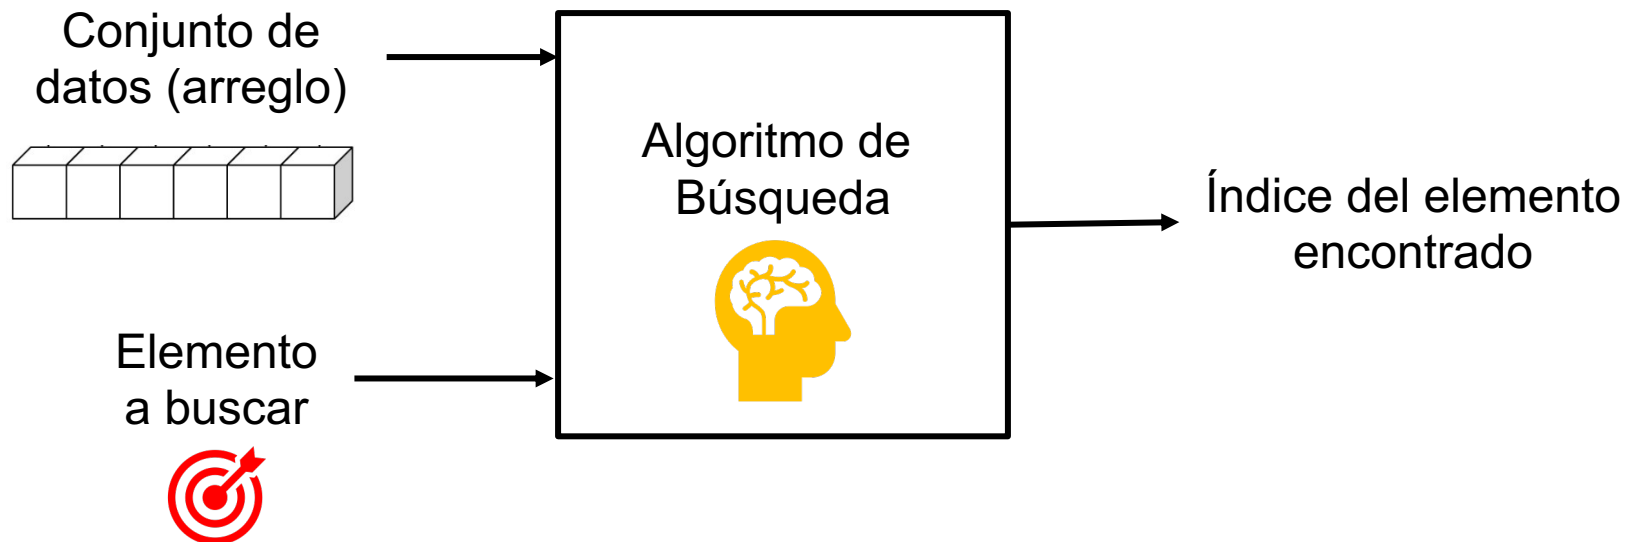 Conjunto de
datos (arreglo)
Elemento
a buscar
Algoritmo de
Búsqueda
Índice del elemento
encontrado